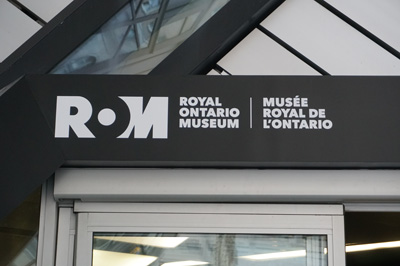 ROM
ROYAL
ONTARIO
MUSEUM
MUSÉE
ROYAL DE
L'ONTARIO